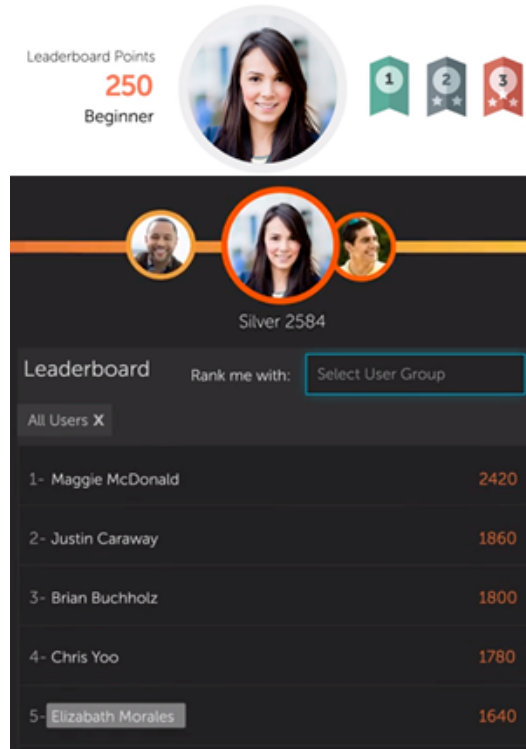 Leaderboard Points
250
Beginner
1 2 3
Silver 2584
Leaderboard Rank me with: Select User Group
All Users X
1- Maggie McDonald 2420
2- Justin Caraway 1860
3- Brian Buchholz 1800
4- Chris Yoo 1780
5- Elizabath Morales 1640